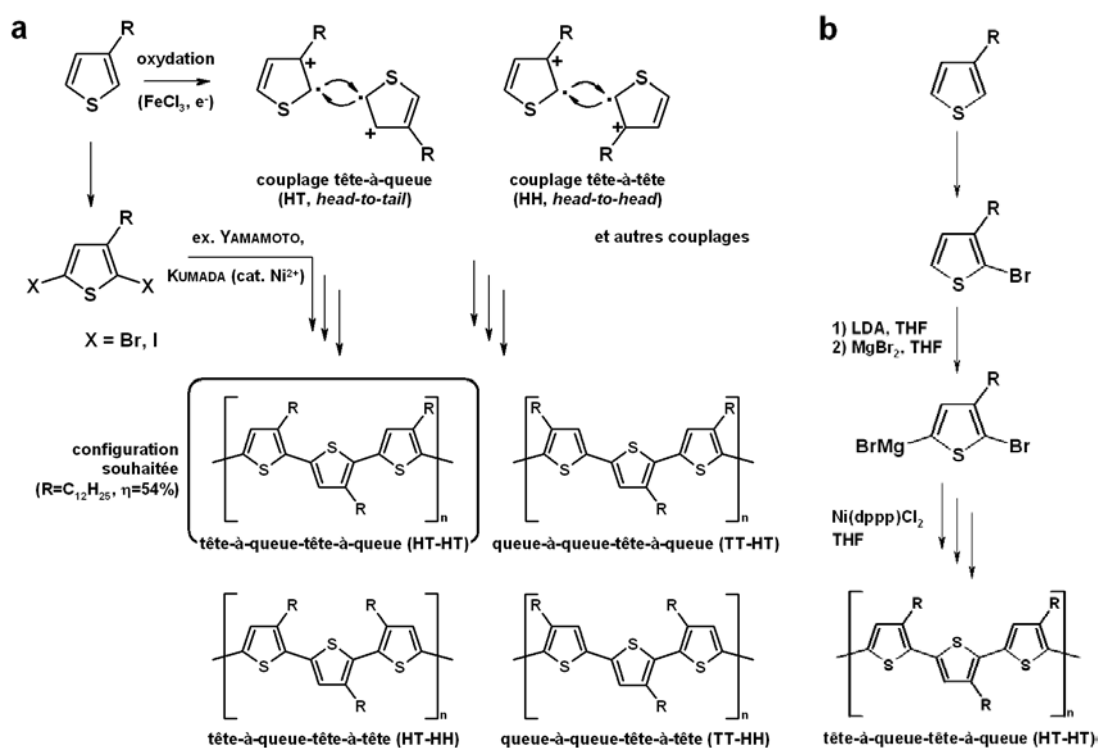 a
R
S
oxydation
(FeCl3, e-)
R
S
+
S
+
R
couplage tête-à-queue
(HT, head-to-tail)
R
S
+
S
+
R
couplage tête-à-tête
(HH, head-to-head)
et autres couplages
R
X
S
X
X = Br, I
ex. YAMAMOTO,
KUMADA (cat. Ni2+)
configuration
souhaitée
(R=C12H25, η=54%)
R
S
S
R
S
R
n
tête-à-queue-tête-à-queue (HT-HT)
R
S
S
R
S
R
n
queue-à-queue-tête-à-queue (TT-HT)
R
S
S
R
S
R
n
tête-à-queue-tête-à-tête (HT-HH)
R
S
S
R
S
R
n
queue-à-queue-tête-à-tête (TT-HH)
b
R
S
R
S
Br
1) LDA, THF
2) MgBr2, THF
R
BrMg
S
Br
Ni(dppp)Cl2
THF
R
S
S
R
S
R
n
tête-à-queue-tête-à-queue (HT-HT)